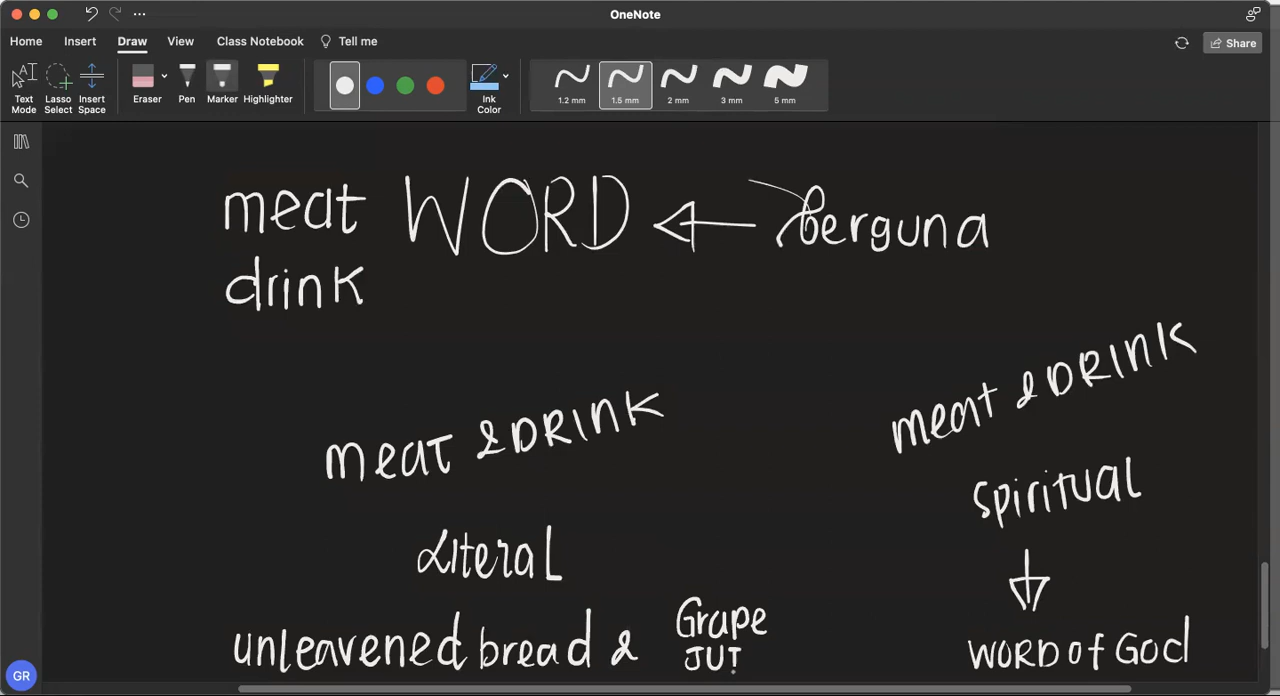 OneNote
Home Insert Draw View Class Notebook Tell me
Share
Text Mode
Lasso Select
Insert Space
Eraser
Pen
Marker
Highlighter
Ink Color
1.2 mm
1.5 mm
2 mm
3 mm
5 mm
meat WORD berguna
drink
meat & DRINK
meat & DRINK
Literal
spiritual
unleavened bread & Grape
JUI
WORD of God
GR